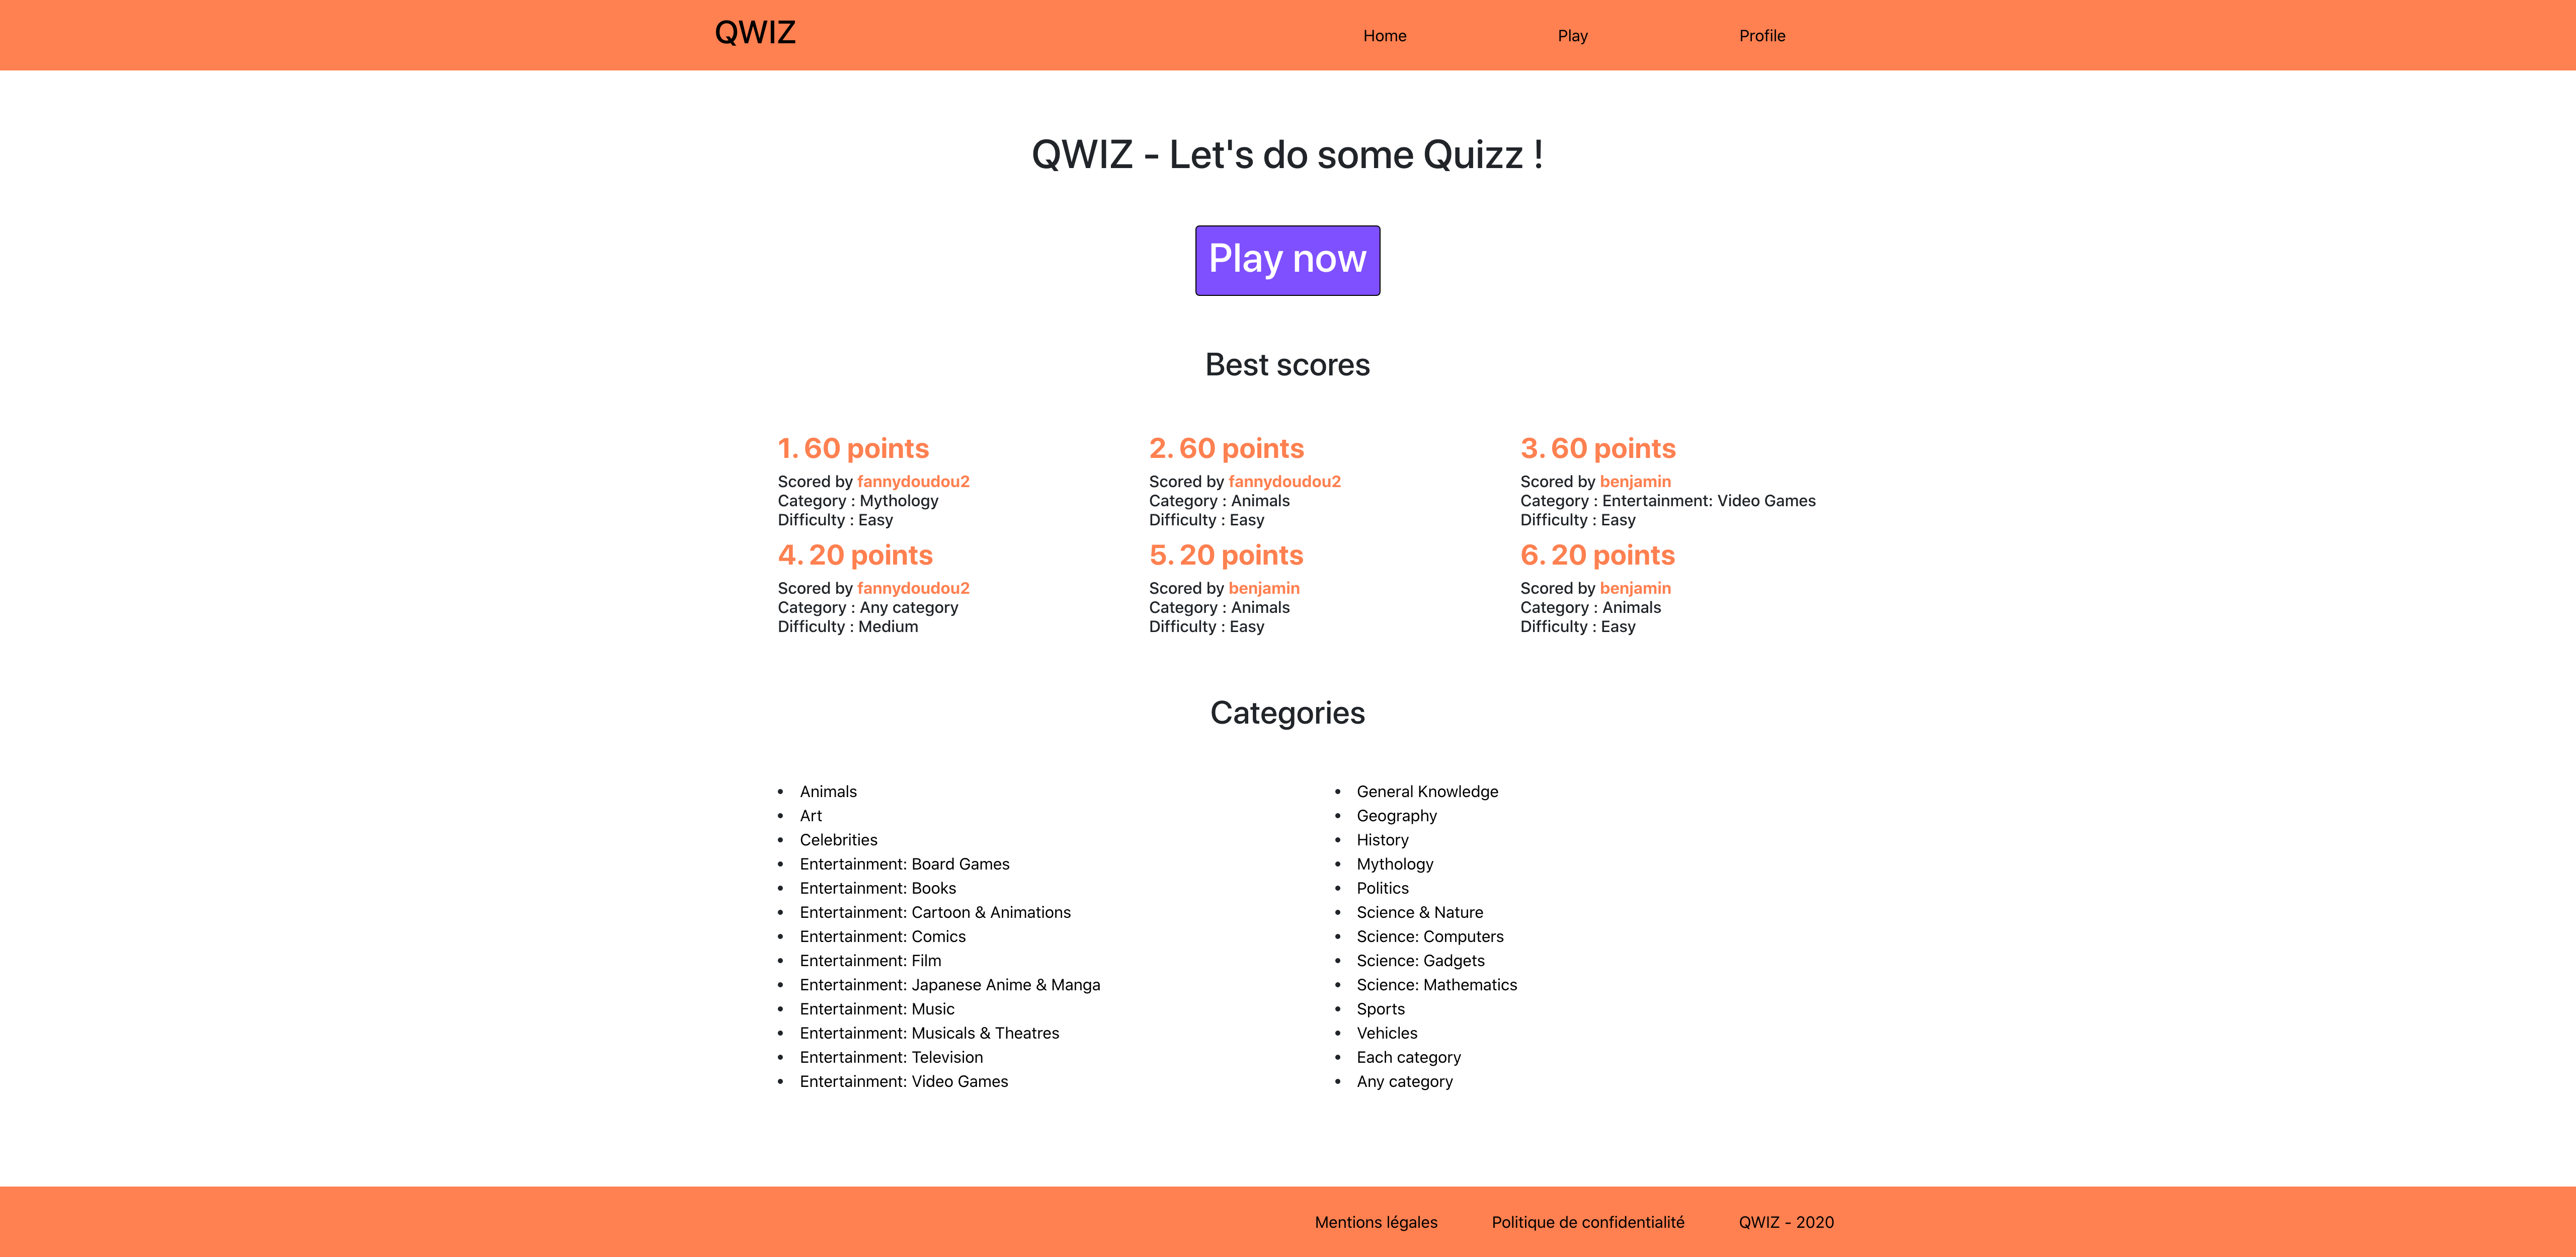 QWIZ
Home
Play
Profile
QWIZ - Let's do some Quizz !
Play now
Best scores
1. 60 points
Scored by fannydoudou2
Category : Mythology
Difficulty : Easy
2. 60 points
Scored by fannydoudou2
Category : Animals
Difficulty : Easy
3. 60 points
Scored by benjamin
Category : Entertainment: Video Games
Difficulty : Easy
4. 20 points
Scored by fannydoudou2
Category : Any category
Difficulty : Medium
5. 20 points
Scored by benjamin
Category : Animals
Difficulty : Easy
6. 20 points
Scored by benjamin
Category : Animals
Difficulty : Easy
Categories
Animals
Art
Celebrities
Entertainment: Board Games
Entertainment: Books
Entertainment: Cartoon & Animations
Entertainment: Comics
Entertainment: Film
Entertainment: Japanese Anime & Manga
Entertainment: Music
Entertainment: Musicals & Theatres
Entertainment: Television
Entertainment: Video Games
General Knowledge
Geography
History
Mythology
Politics
Science & Nature
Science: Computers
Science: Gadgets
Science: Mathematics
Sports
Vehicles
Each category
Any category
Mentions légales
Politique de confidentialité
QWIZ - 2020